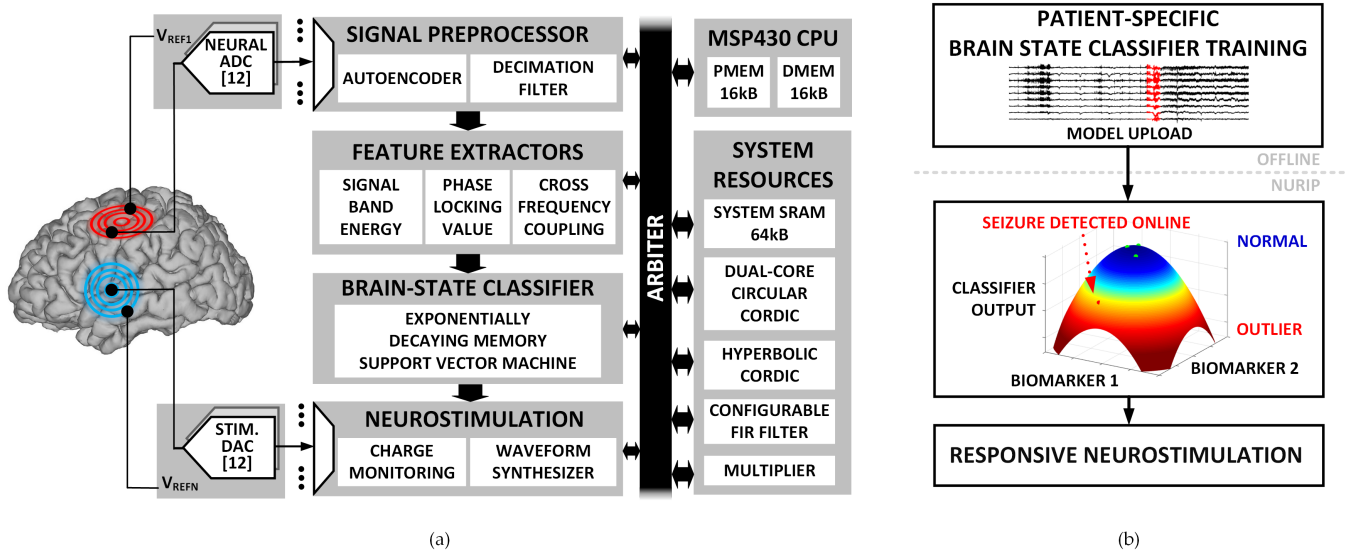 V_REF1
NEURAL
ADC
[12]
SIGNAL PREPROCESSOR
AUTOENCODER
DECIMATION
FILTER
FEATURE EXTRACTORS
SIGNAL
BAND
ENERGY
PHASE
LOCKING
VALUE
CROSS
FREQUENCY
COUPLING
BRAIN-STATE CLASSIFIER
EXPONENTIALLY
DECAYING MEMORY
SUPPORT VECTOR MACHINE
STIM.
DAC
[12]
V_REFN
NEUROSTIMULATION
CHARGE
MONITORING
WAVEFORM
SYNTHESIZER
ARBITER
MSP430 CPU
PMEM
16kB
DMEM
16kB
SYSTEM
RESOURCES
SYSTEM SRAM
64kB
DUAL-CORE
CIRCULAR
CORDIC
HYPERBOLIC
CORDIC
CONFIGURABLE
FIR FILTER
MULTIPLIER
(a)
PATIENT-SPECIFIC
BRAIN STATE CLASSIFIER TRAINING
MODEL UPLOAD
OFFLINE
NURIP
SEIZURE DETECTED ONLINE
NORMAL
CLASSIFIER
OUTPUT
OUTLIER
BIOMARKER 1
BIOMARKER 2
RESPONSIVE NEUROSTIMULATION
(b)